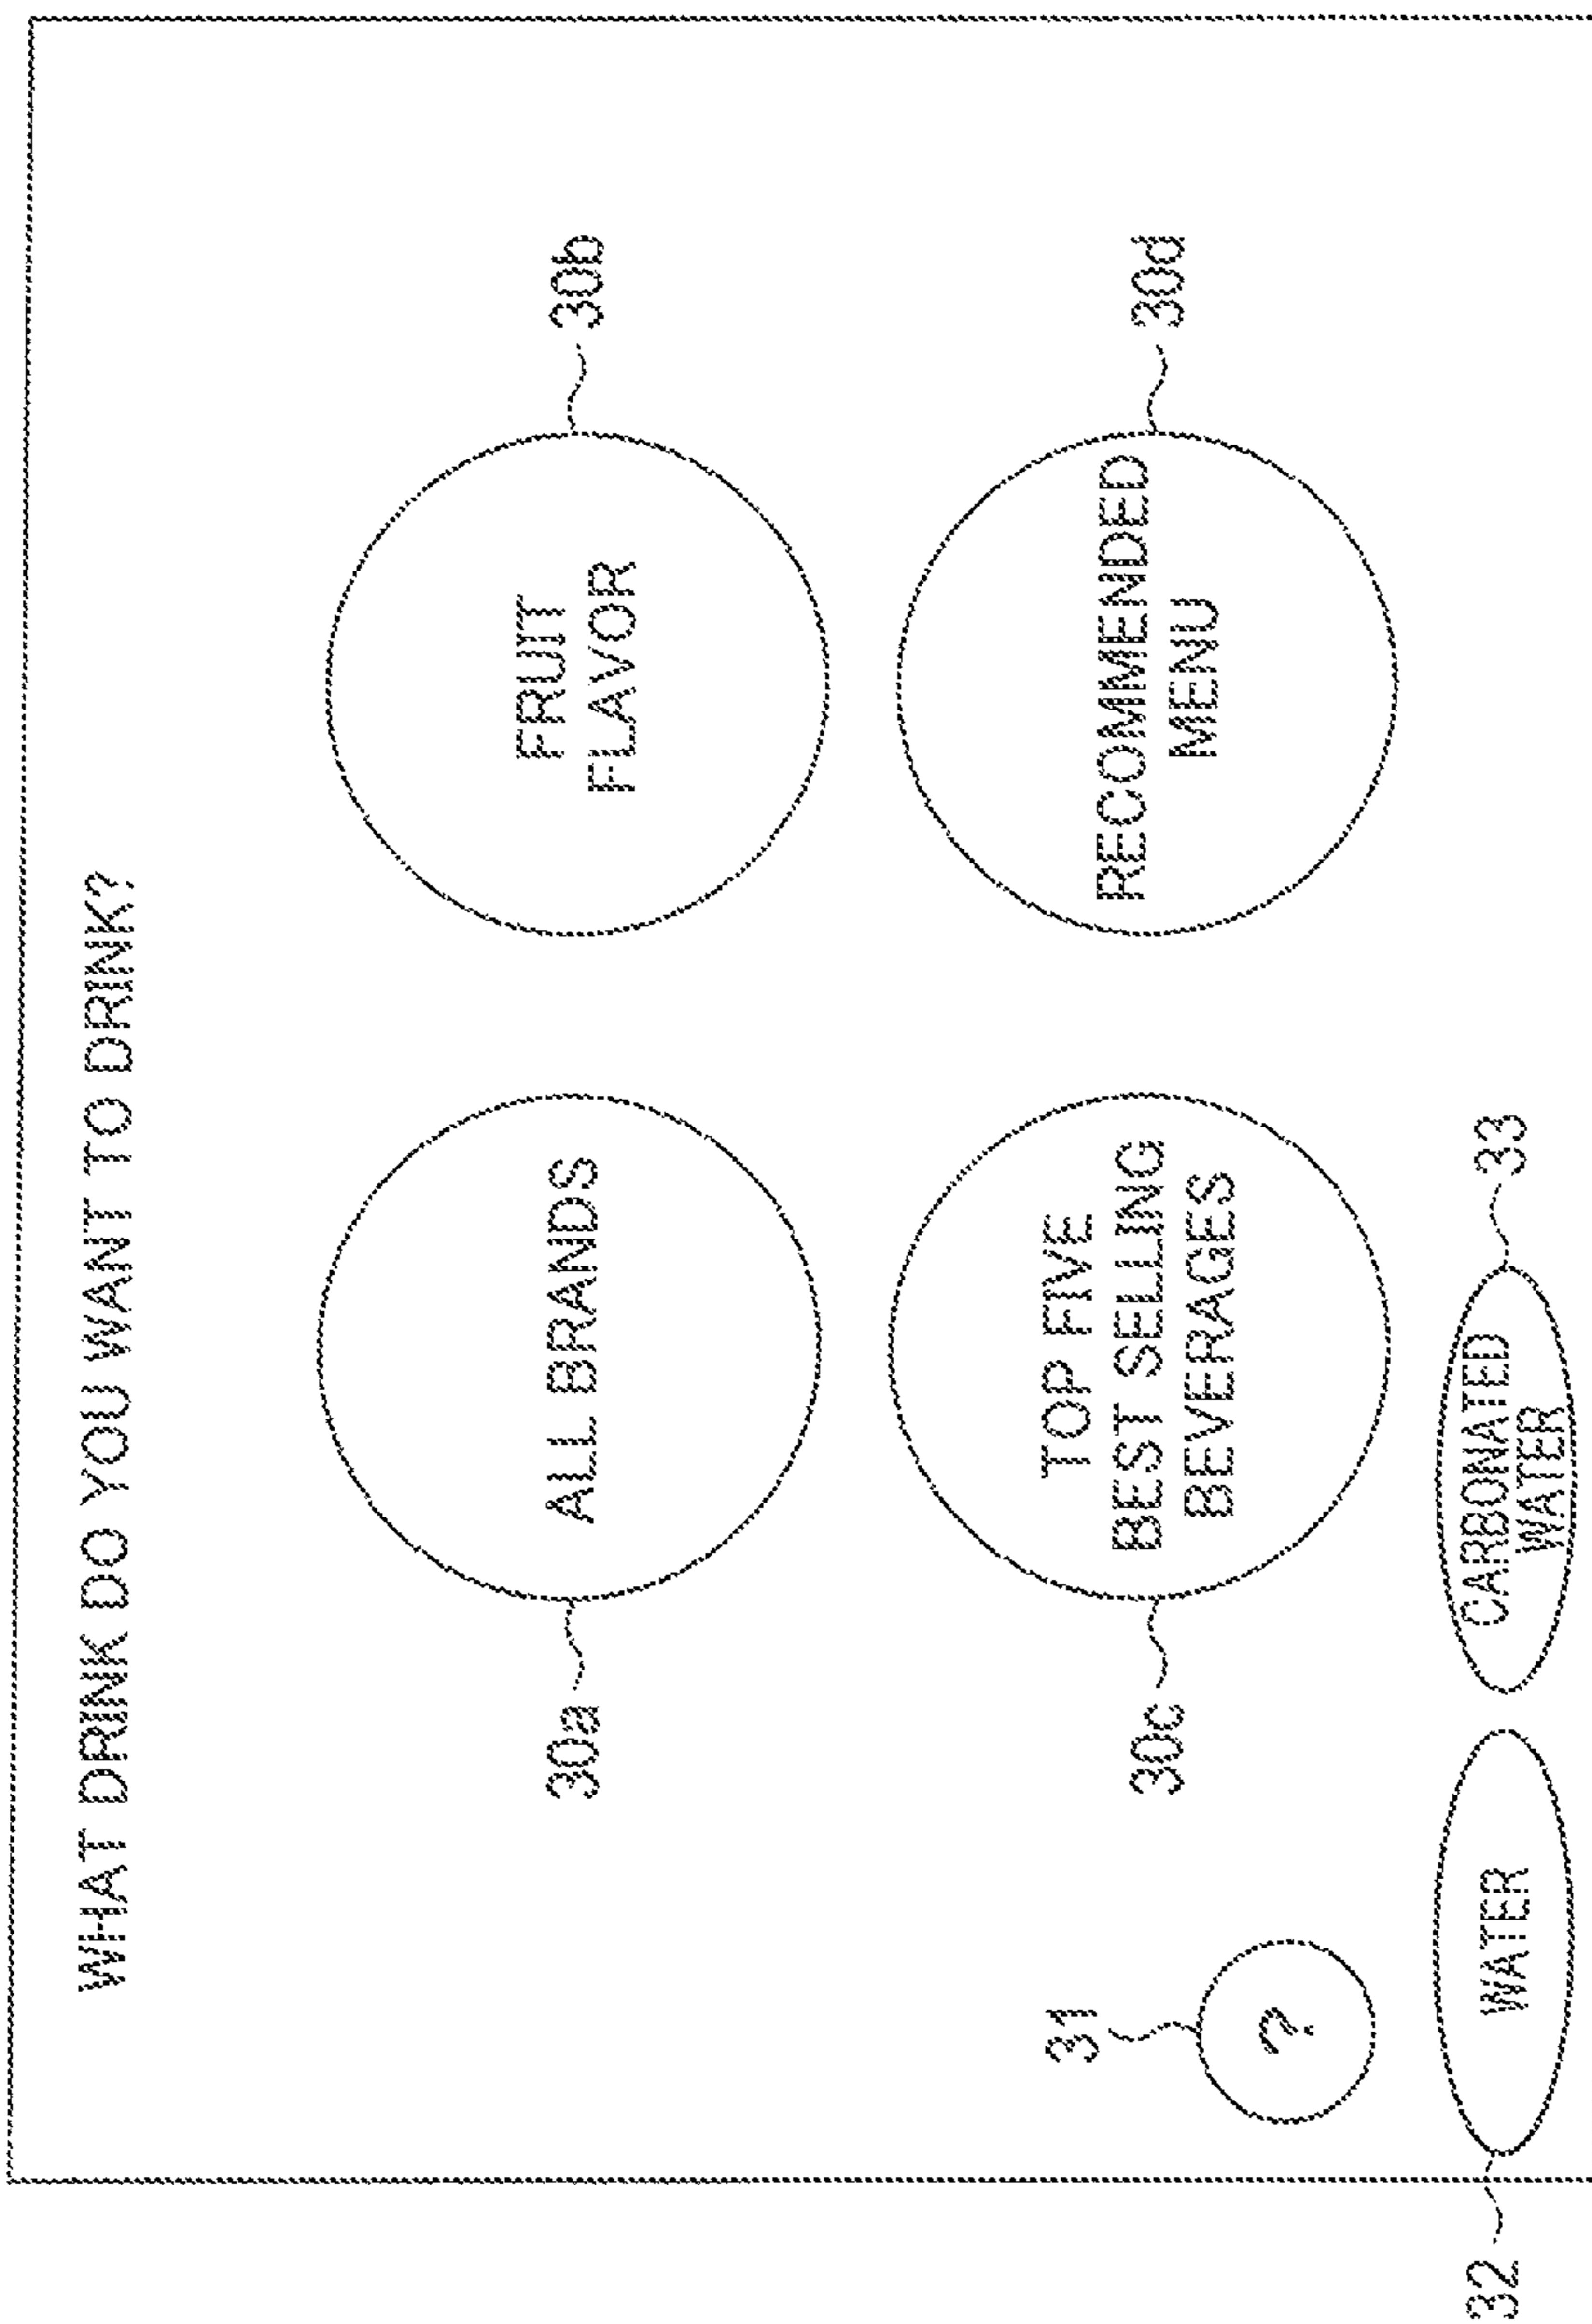 WHAT DRINK DO YOU WANT TO DRINK?
30a
ALL BRANDS
FRUIT
FLAVOR
30b
30c
TOP FIVE
BEST SELLING
BEVERAGES
RECOMMENDED
MENU
30d
31
?
32
WATER
CARBONATED
WATER
33